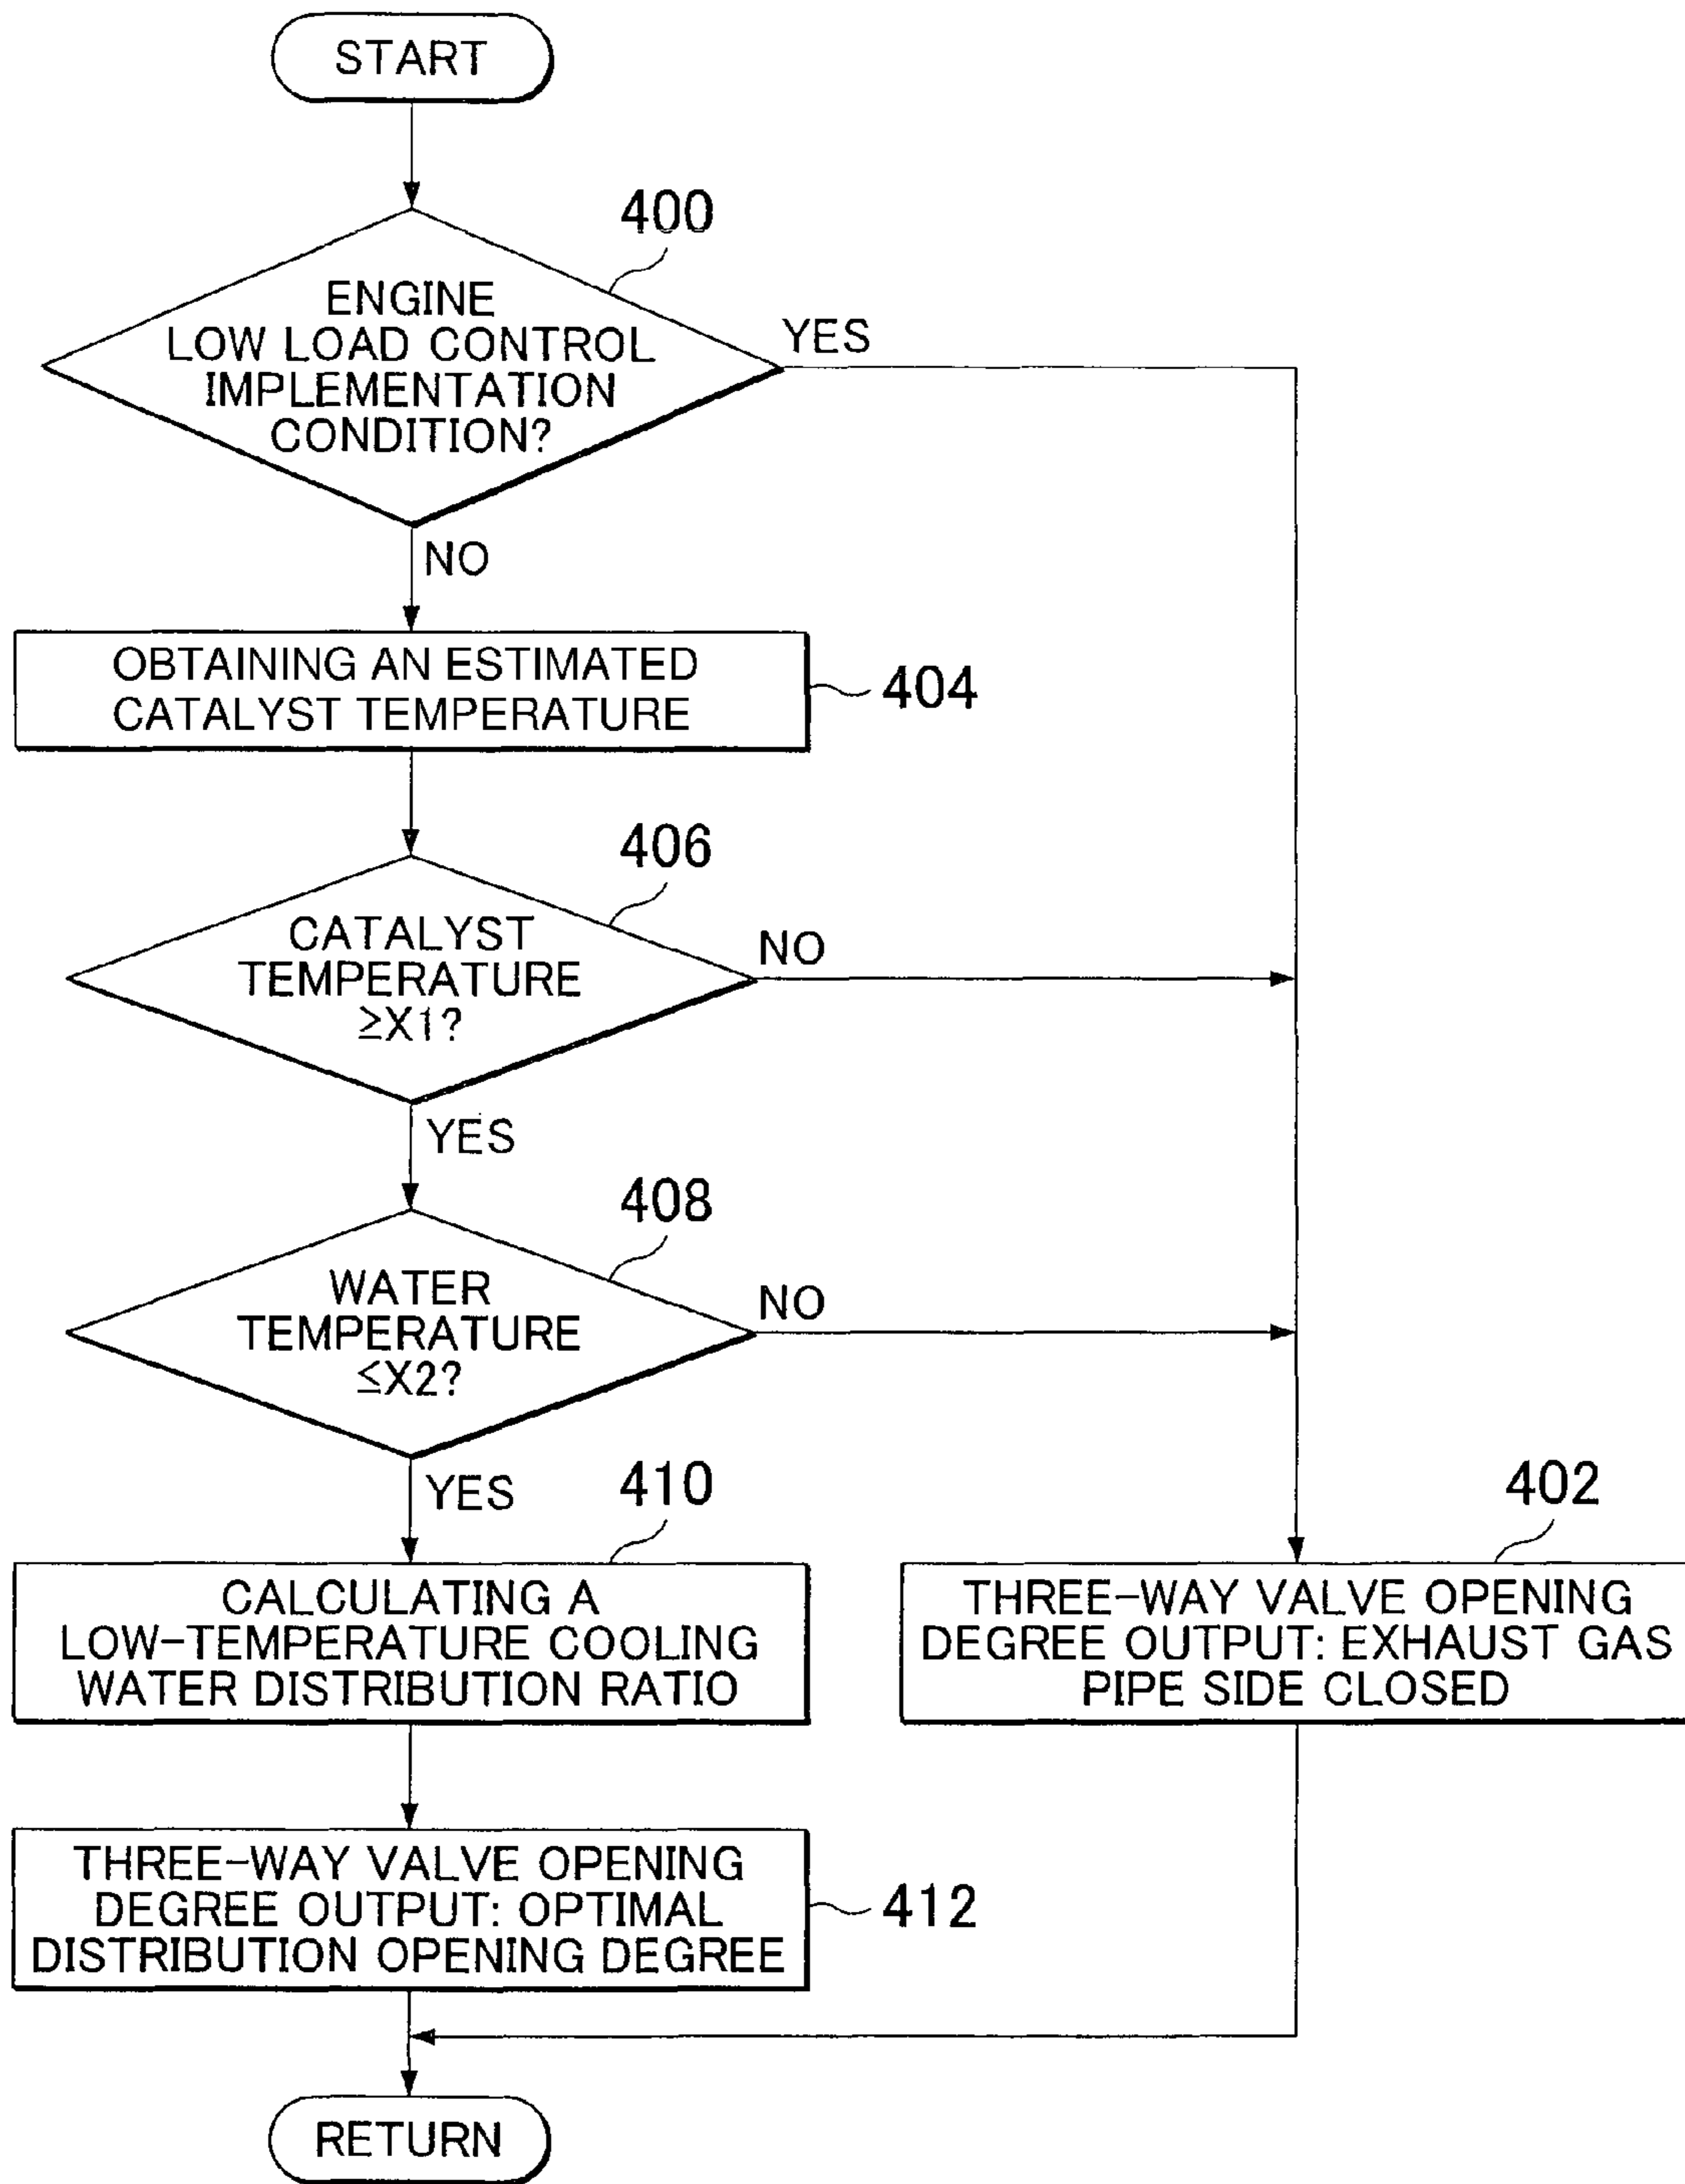 START
400
ENGINE
LOW LOAD CONTROL
IMPLEMENTATION
CONDITION?
YES
NO
OBTAINING AN ESTIMATED
CATALYST TEMPERATURE
404
406
CATALYST
TEMPERATURE
≥X1?
NO
YES
408
WATER
TEMPERATURE
≤X2?
NO
YES
410
402
CALCULATING A
LOW-TEMPERATURE COOLING
WATER DISTRIBUTION RATIO
THREE-WAY VALVE OPENING
DEGREE OUTPUT: EXHAUST GAS
PIPE SIDE CLOSED
THREE-WAY VALVE OPENING
DEGREE OUTPUT: OPTIMAL
DISTRIBUTION OPENING DEGREE
412
RETURN